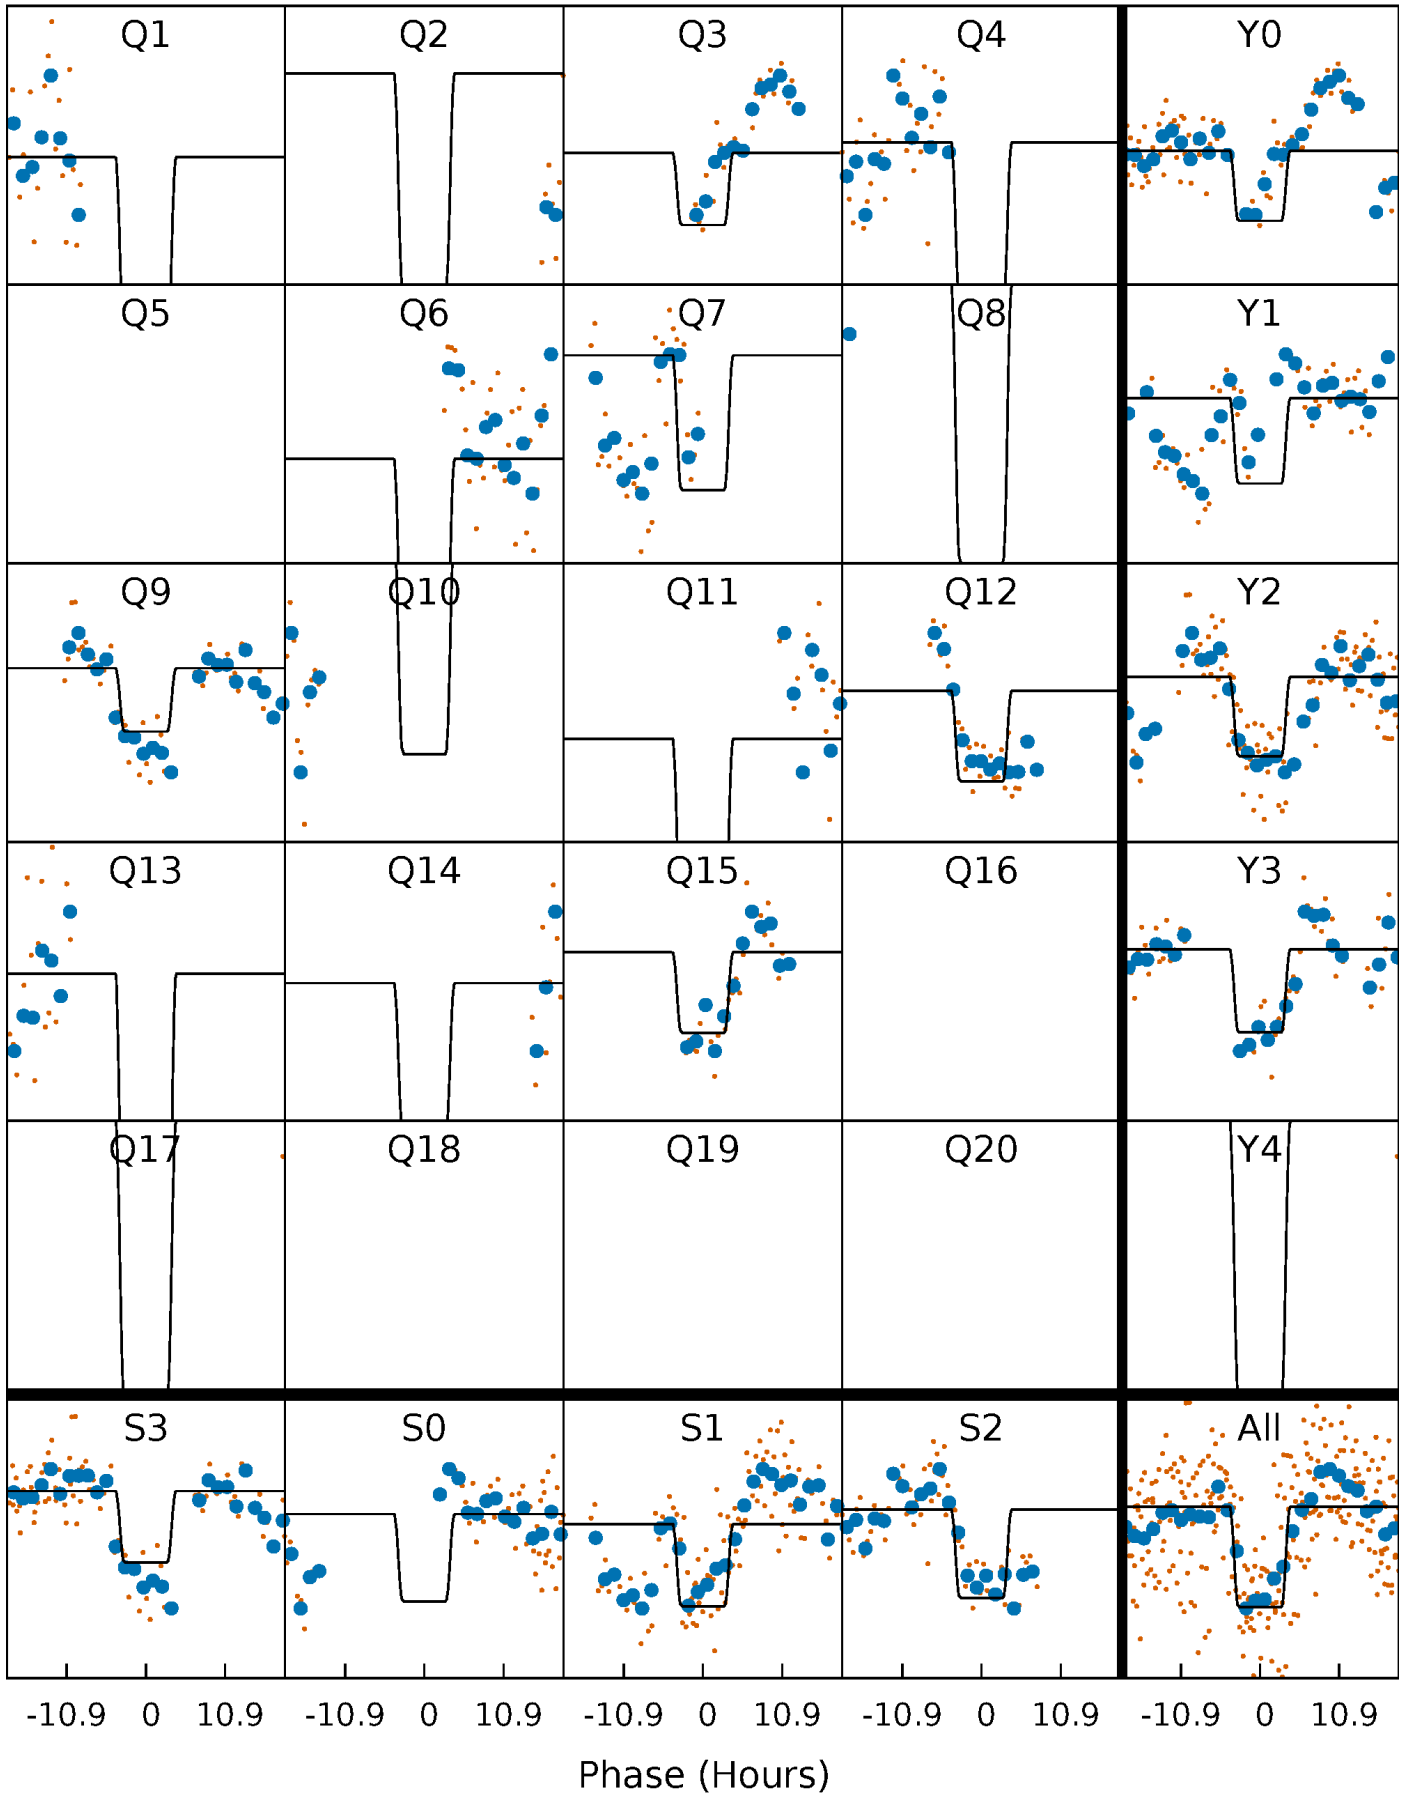 Q1 Q2 Q3 Q4 Y0
Q5 Q6 Q7 Q8 Y1
Q9 Q10 Q11 Q12 Y2
Q13 Q14 Q15 Q16 Y3
Q17 Q18 Q19 Q20 Y4
S3 S0 S1 S2 All
-10.9 0 10.9 -10.9 0 10.9 -10.9 0 10.9 -10.9 0 10.9 -10.9 0 10.9
Phase (Hours)